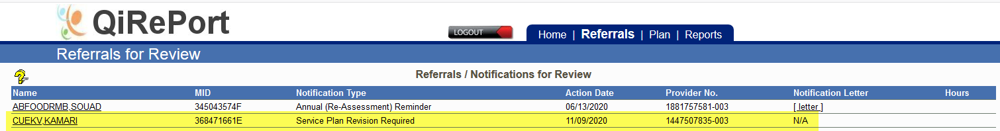 QiRePort
LOGOUT
Home | Referrals | Plan | Reports
Referrals for Review
Referrals / Notifications for Review
Name MID Notification Type Action Date Provider No. Notification Letter Hours
ABFOODRMB,SOUAD 345043574F Annual (Re-Assessment) Reminder 06/13/2020 1881757581-003 [ letter ]
CUEKV,KAMARI 368471661E Service Plan Revision Required 11/09/2020 1447507835-003 N/A